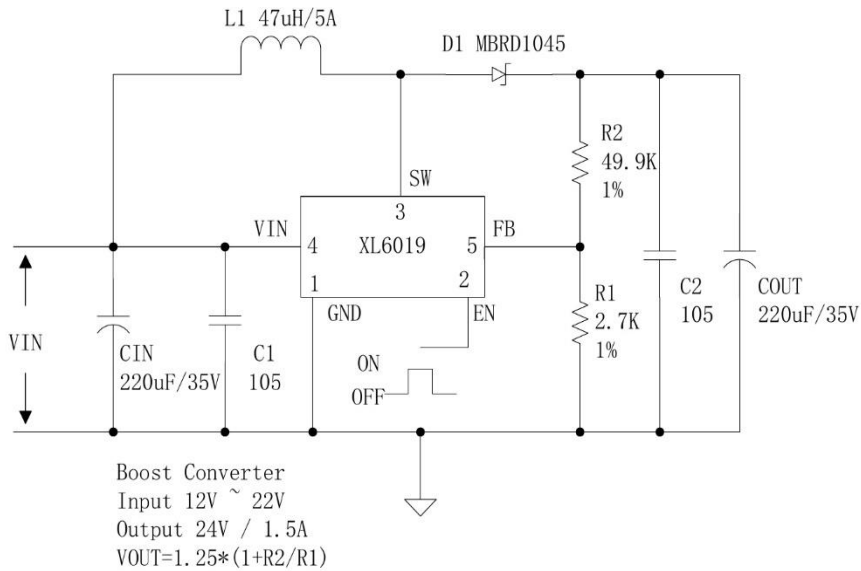 L1 47uH/5A
D1 MBRD1045
R2
49.9K
1%
SW
3
VIN
4
XL6019
5
FB
1
2
GND
EN
R1
2.7K
1%
C2
105
COUT
220uF/35V
VIN
CIN
220uF/35V
C1
105
ON
OFF
Boost Converter
Input 12V ~ 22V
Output 24V / 1.5A
VOUT=1.25*(1+R2/R1)